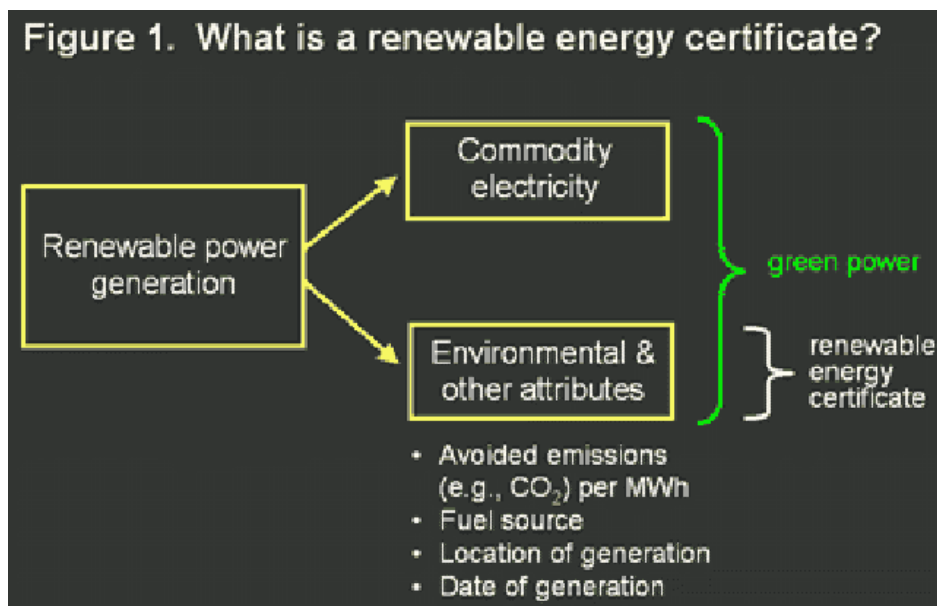 Figure 1. What is a renewable energy certificate?
Commodity
electricity
Renewable power
generation
green power
Environmental &
other attributes
renewable
energy
certificate
• Avoided emissions
(e.g., CO₂) per MWh
• Fuel source
• Location of generation
• Date of generation